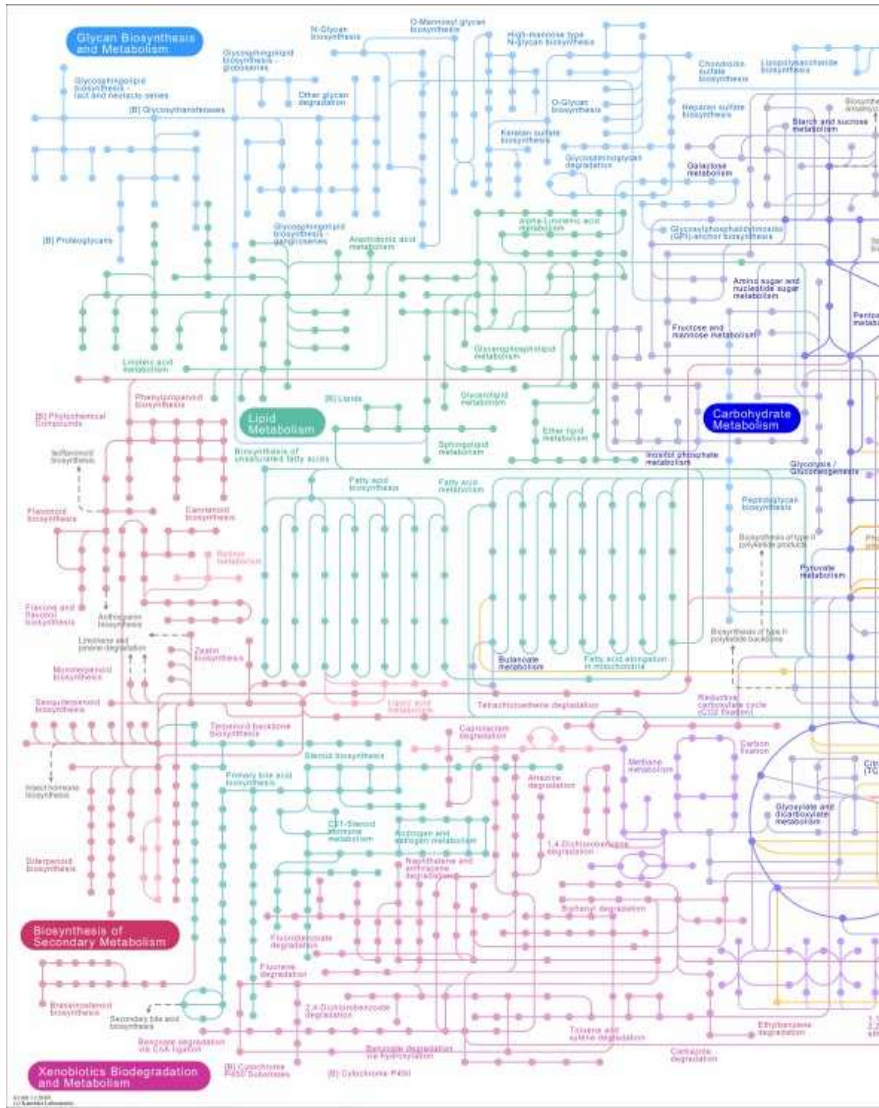 Glycan Biosynthesis
and Metabolism
N-Glycan
biosynthesis
O-Mannosyl glycan
biosynthesis
High-mannose type
N-glycan biosynthesis
Glycosphingolipid
biosynthesis -
globoseries
Chondroitin
sulfate
biosynthesis
Lipopolysaccharide
biosynthesis
Glycosphingolipid
biosynthesis -
lact and neolacto series
Other glycan
degradation
O-Glycan
biosynthesis
Heparan sulfate
biosynthesis
[B] Glycosyltransferases
Keratan sulfate
biosynthesis
Starch and sucrose
metabolism
Glycosaminoglycan
degradation
Galactose
metabolism
[B] Proteoglycans
Glycosphingolipid
biosynthesis -
ganglioseries
Arachidonic acid
metabolism
alpha-Linolenic acid
metabolism
Glycosylphosphatidylinositol
(GPI)-anchor biosynthesis
Amino sugar and
nucleotide sugar
metabolism
Fructose and
mannose metabolism
Linoleic acid
metabolism
Glycerophospholipid
metabolism
Phenylpropanoid
biosynthesis
[B] Lipids
Glycerolipid
metabolism
[B] Phytochemical
Compounds
Lipid
Metabolism
Carbohydrate
Metabolism
Ether lipid
metabolism
Sphingolipid
metabolism
Inositol phosphate
metabolism
Isoflavonoid
biosynthesis
Biosynthesis of
unsaturated fatty acids
Glycolysis /
Gluconeogenesis
Fatty acid
biosynthesis
Fatty acid
metabolism
Peptidoglycan
biosynthesis
Flavonoid
biosynthesis
Carotenoid
biosynthesis
Biosynthesis of type II
polyketide products
Retinol
metabolism
Pyruvate
metabolism
Flavone and
flavonol
biosynthesis
Anthocyanin
biosynthesis
Limonene and
pinene degradation
Zeatin
biosynthesis
Biosynthesis of type II
polyketide backbone
Monoterpenoid
biosynthesis
Butanoate
metabolism
Fatty acid elongation
in mitochondria
Sesquiterpenoid
biosynthesis
Lipoic acid
metabolism
Tetrachloroethene degradation
Reductive
carboxylate cycle
(CO2 fixation)
Terpenoid backbone
biosynthesis
Caprolactam
degradation
Steroid biosynthesis
Methane
metabolism
Carbon
fixation
Insect hormone
biosynthesis
Primary bile acid
biosynthesis
Atrazine
degradation
Glyoxylate and
dicarboxylate
metabolism
C21-Steroid
hormone
metabolism
Androgen and
estrogen metabolism
1,4-Dichlorobenzene
degradation
Diterpenoid
biosynthesis
Naphthalene and
anthracene
degradation
Biphenyl degradation
Biosynthesis of
Secondary Metabolism
Fluorobenzoate
degradation
Fluorene
degradation
Brassinosteroid
biosynthesis
Secondary bile acid
biosynthesis
2,4-Dichlorobenzoate
degradation
Toluene and
xylene degradation
Ethylbenzene
degradation
Benzoate degradation
via CoA ligation
Benzoate degradation
via hydroxylation
Carbazole
degradation
Xenobiotics Biodegradation
and Metabolism
[B] Cytochrome
P450 Substrates
[B] Cytochrome P450